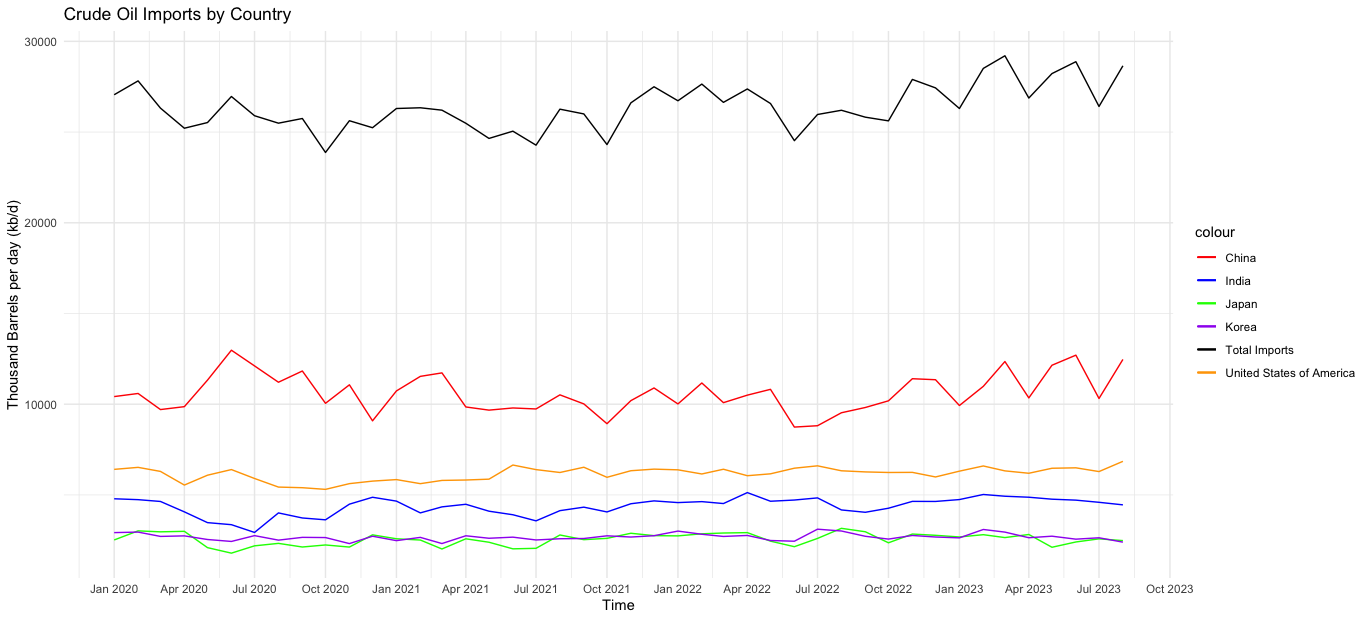 Crude Oil Imports by Country
Thousand Barrels per day (kb/d)
30000
20000
10000
Jan 2020 Apr 2020 Jul 2020 Oct 2020 Jan 2021 Apr 2021 Jul 2021 Oct 2021 Jan 2022 Apr 2022 Jul 2022 Oct 2022 Jan 2023 Apr 2023 Jul 2023 Oct 2023
Time
colour
China
India
Japan
Korea
Total Imports
United States of America